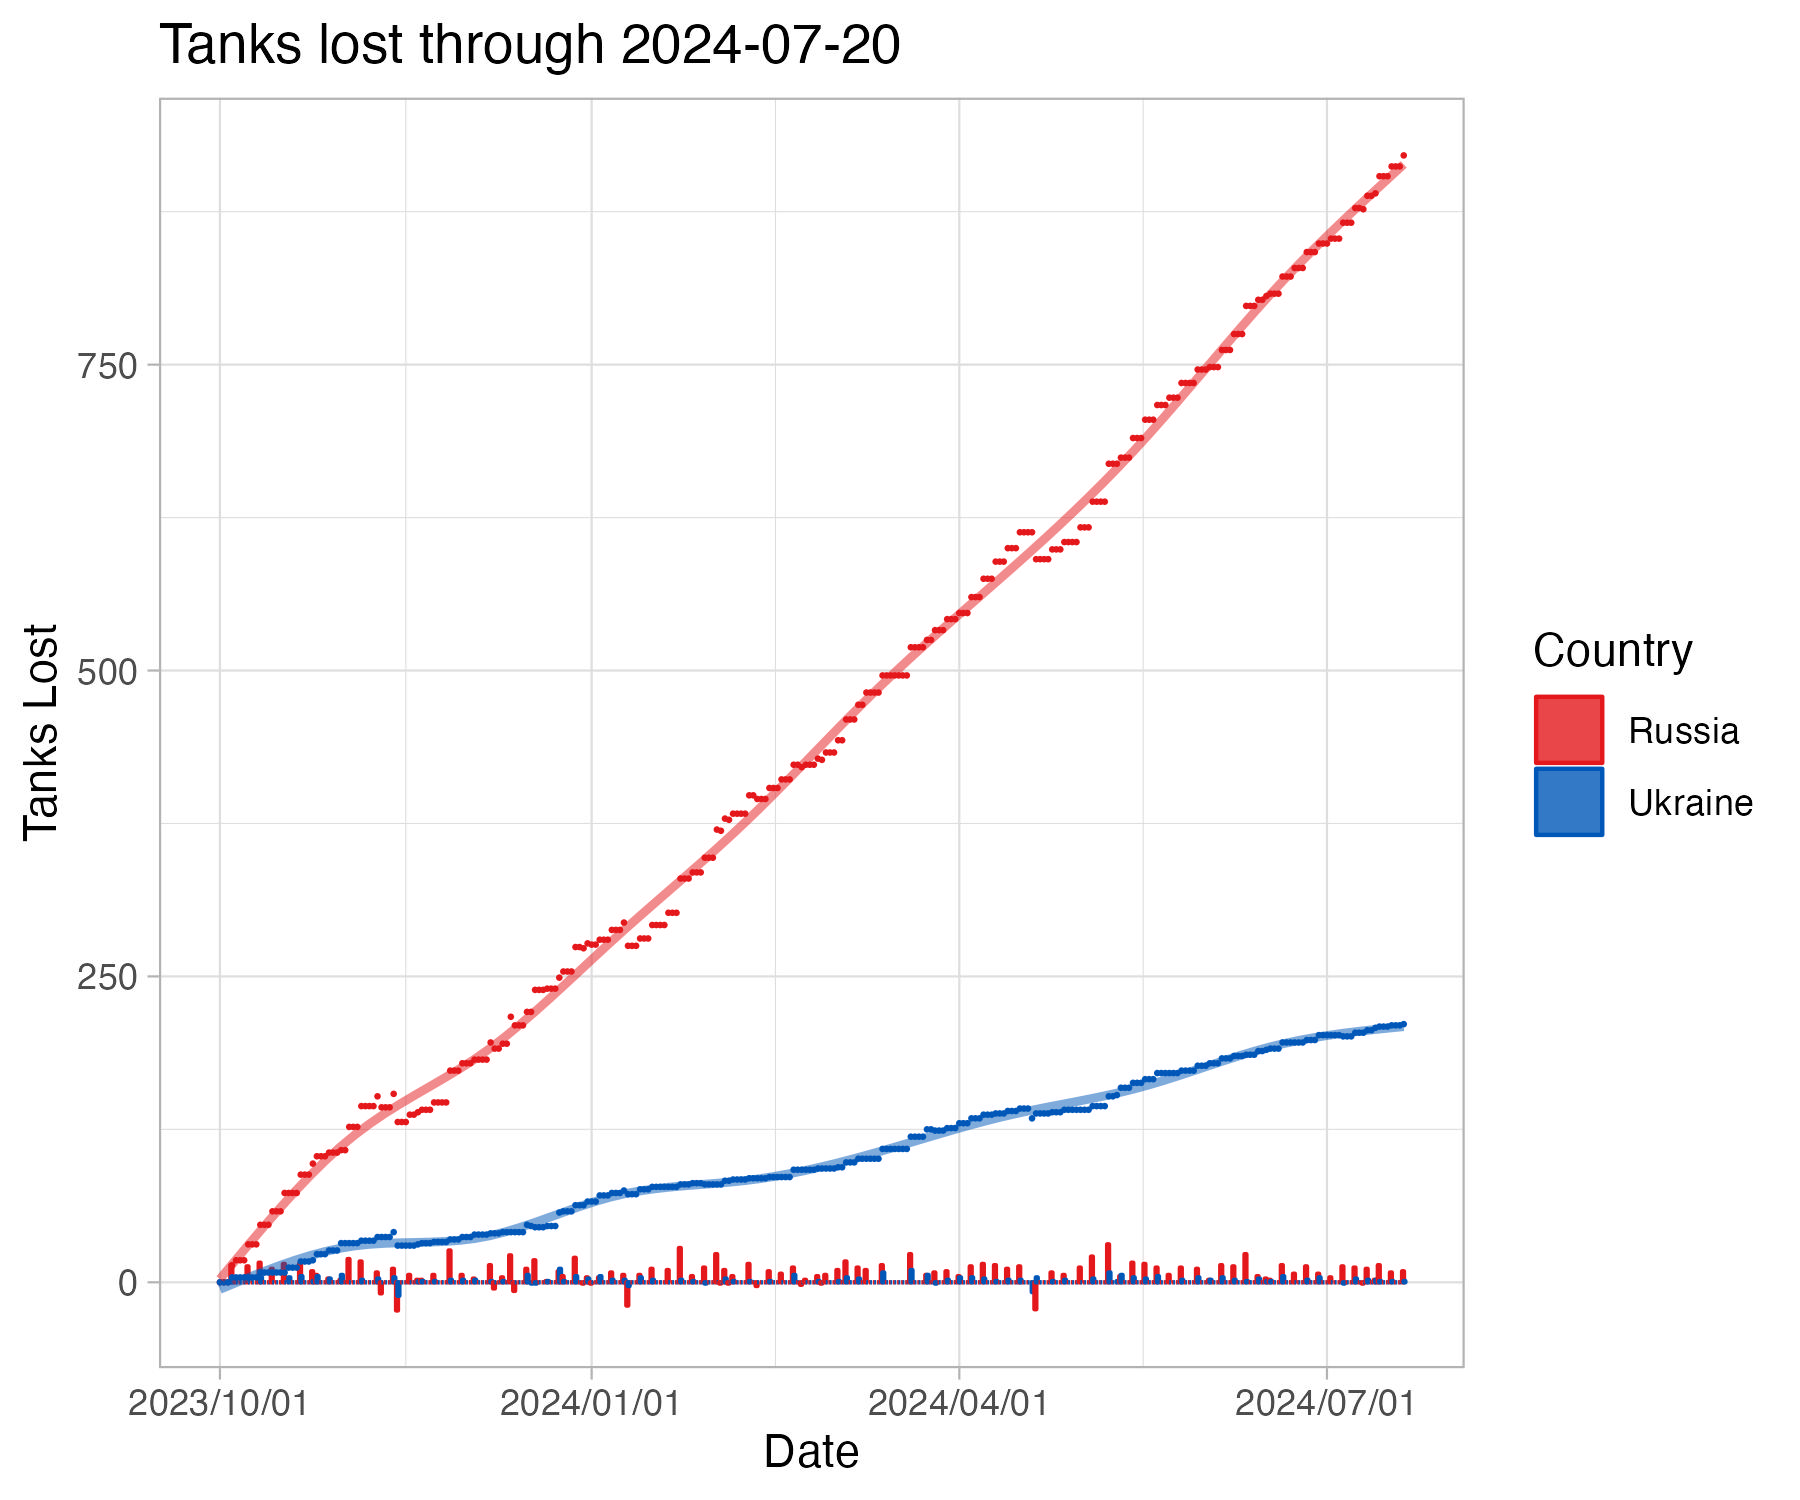 Tanks lost through 2024-07-20
Tanks Lost
750
500
250
0
2023/10/01
2024/01/01
2024/04/01
2024/07/01
Date
Country
Russia
Ukraine